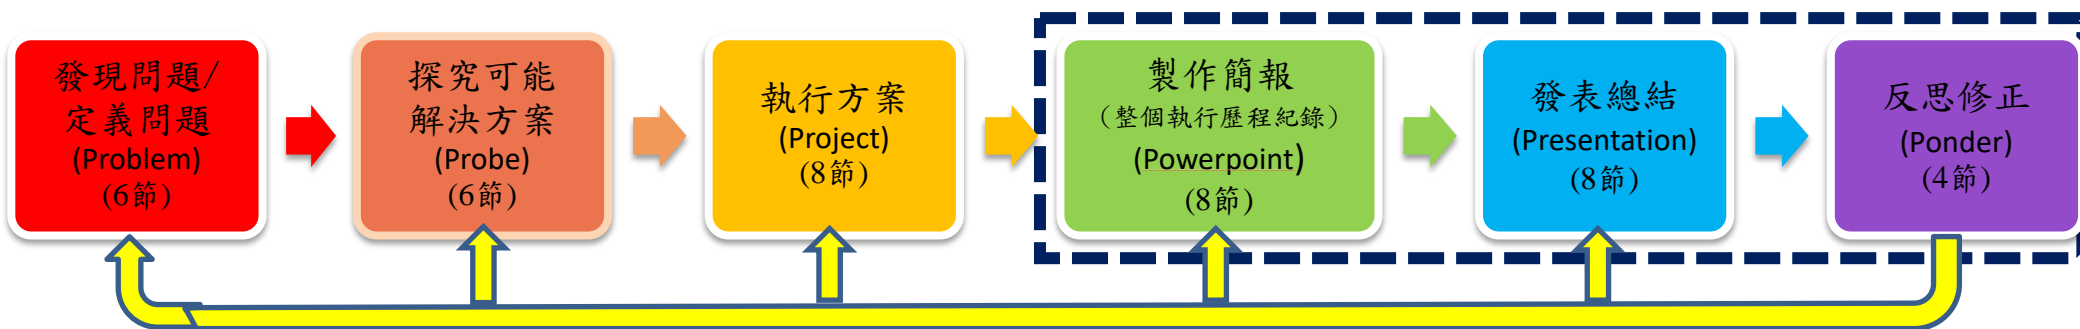 發現問題/
定義問題
(Problem)
(6節)
探究可能
解決方案
(Probe)
(6節)
執行方案
(Project)
(8節)
製作簡報
（整個執行歷程紀錄）
(Powerpoint)
(8節)
發表總結
(Presentation)
(8節)
反思修正
(Ponder)
(4節)